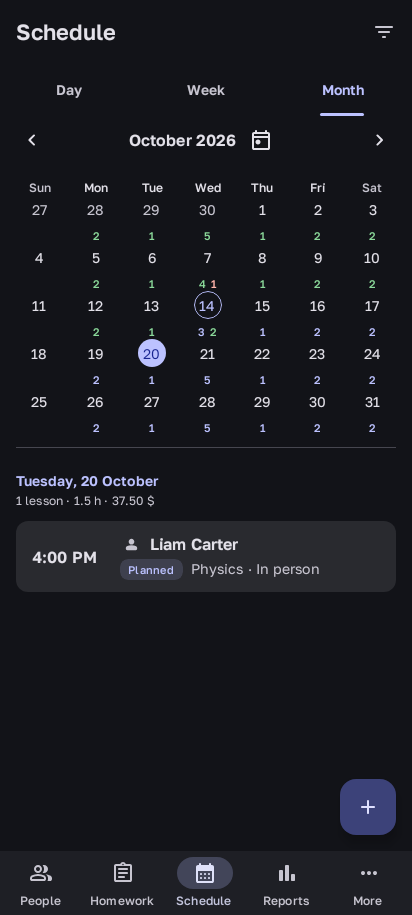 Schedule
Day Week Month
October 2026
Sun Mon Tue Wed Thu Fri Sat
27 28 29 30 1 2 3
2 1 5 1 2 2
4 5 6 7 8 9 10
2 1 4 1 1 2 2
11 12 13 14 15 16 17
2 1 3 2 1 2 2
18 19 20 21 22 23 24
2 1 5 1 2 2
25 26 27 28 29 30 31
2 1 5 1 2 2
Tuesday, 20 October
1 lesson · 1.5 h · 37.50 $
4:00 PM Liam Carter
Planned Physics · In person
People Homework Schedule Reports More